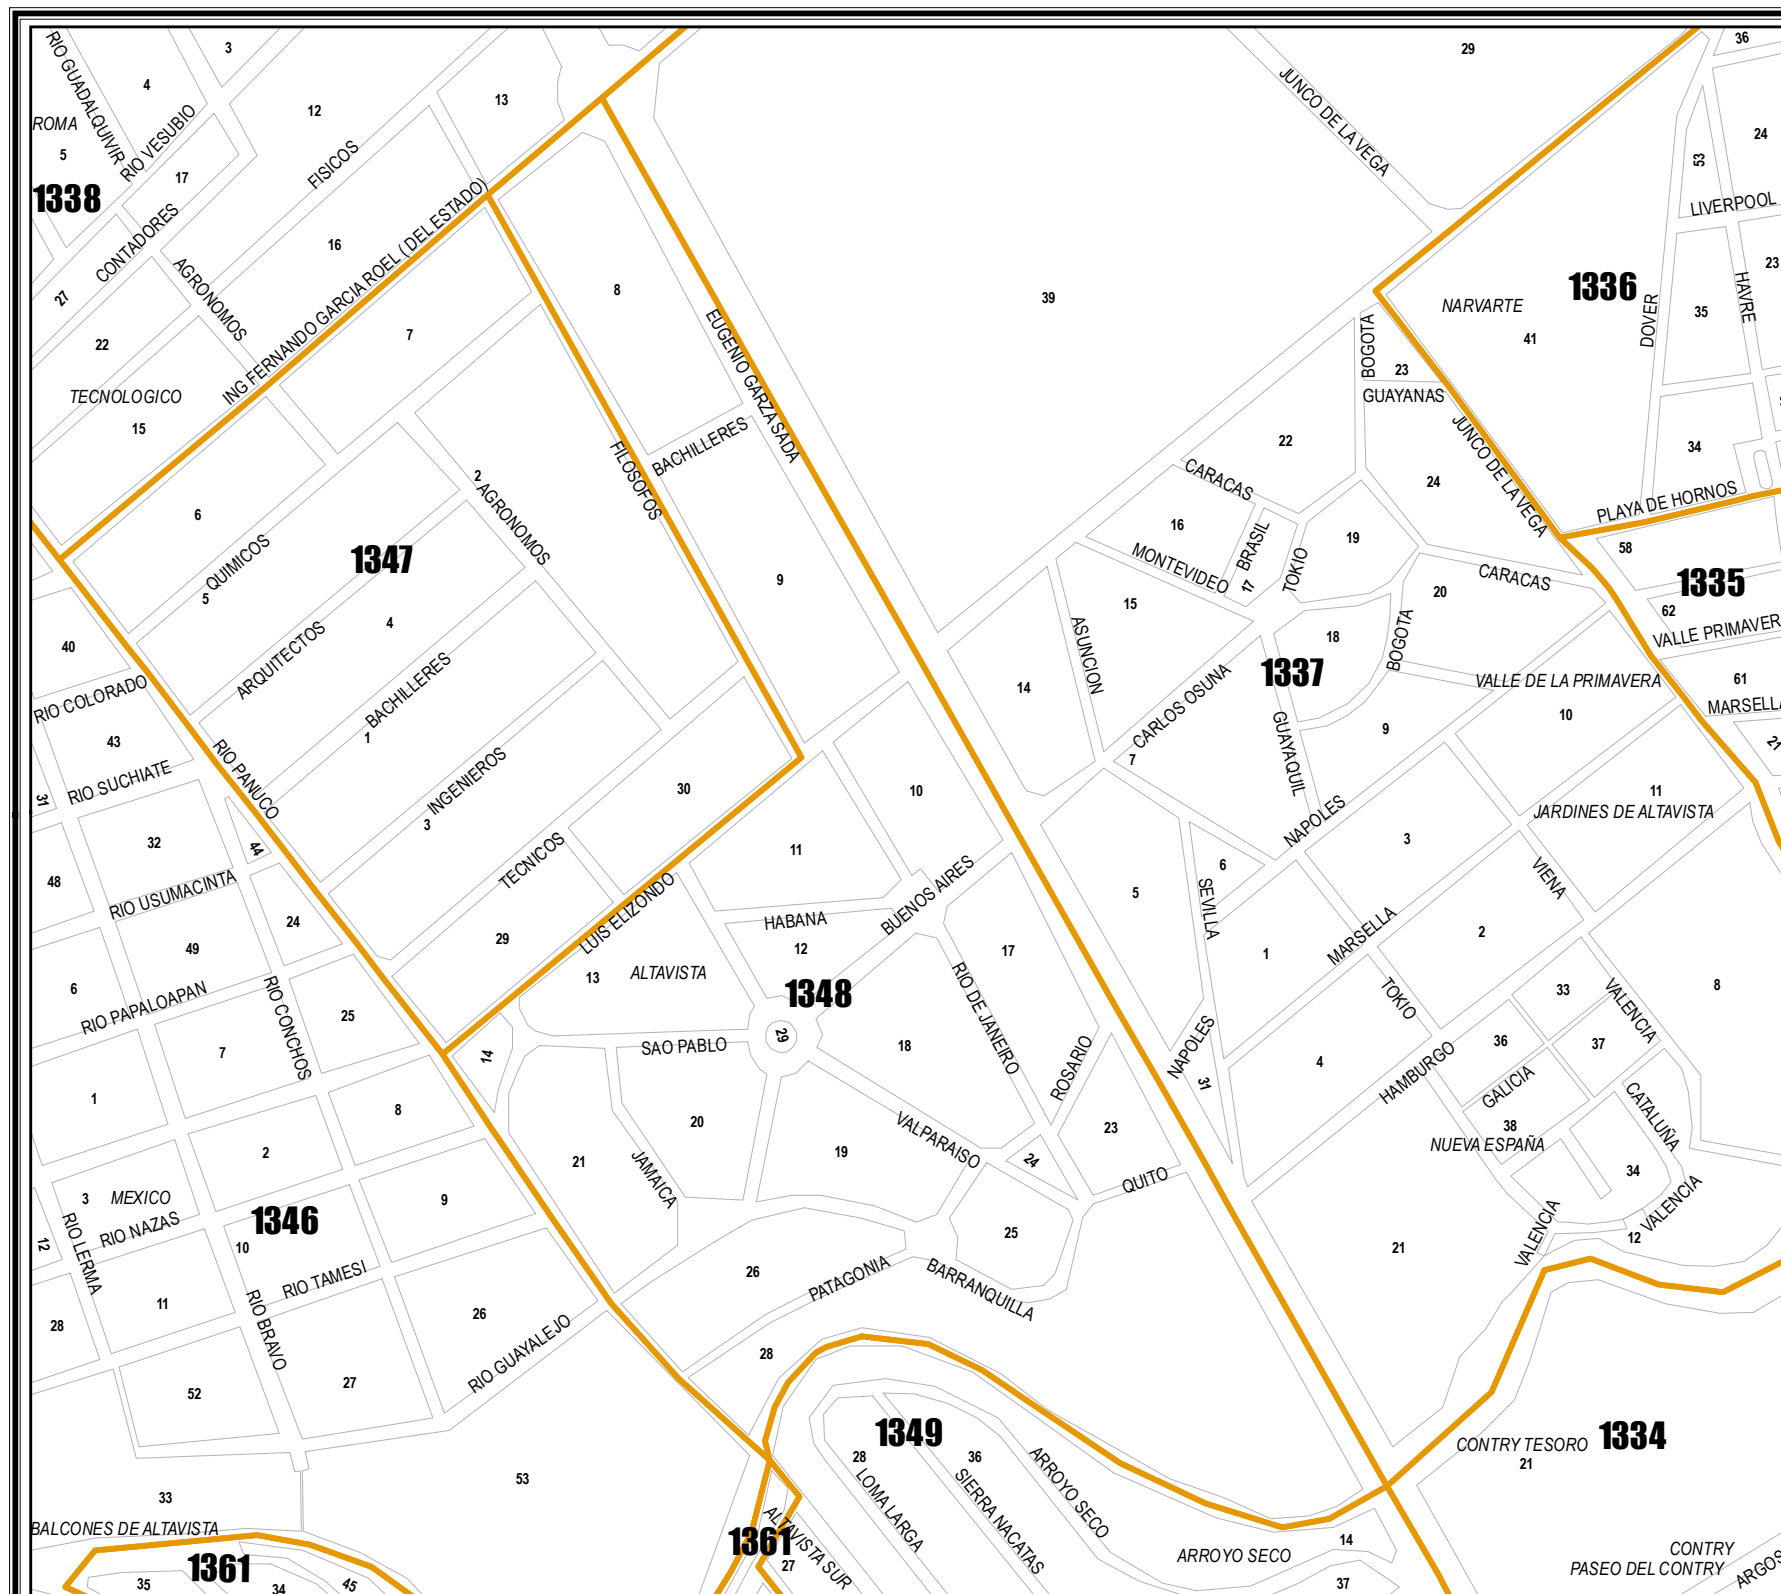 3
36
29
RIO GUADALQUIVIR
4
12
13
JUNCO DE LA VEGA
ROMA
RIO VESUBIO
24
5
FISICOS
53
17
1338
LIVERPOOL
CONTADORES
16
ING FERNANDO GARCIA ROEL ( DEL ESTADO)
AGRONOMOS
23
27
8
39
1336
NARVARTE
HAVRE
35
DOVER
22
7
EUGENIO GARZA SADA
BOGOTA
41
23
TECNOLOGICO
GUAYANAS
15
22
JUNCO DE LA VEGA
34
BACHILLERES
FILOSOFOS
CARACAS
24
2
AGRONOMOS
PLAYA DE HORNOS
6
16
BRASIL
19
58
1347
QUIMICOS
MONTEVIDEO
TOKIO
CARACAS
1335
9
17
5
15
20
62
4
ASUNCION
18
BOGOTA
VALLE PRIMAVER
40
ARQUITECTOS
1337
BACHILLERES
14
CARLOS OSUNA
VALLE DE LA PRIMAVERA
61
RIO COLORADO
10
MARSELLA
43
1
RIO PANUCO
GUAYAQUIL
9
21
7
RIO SUCHIATE
INGENIEROS
30
10
11
31
3
NAPOLES
JARDINES DE ALTAVISTA
32
44
11
3
TECNICOS
6
VIENA
48
RIO USUMACINTA
BUENOS AIRES
5
SEVILLA
24
HABANA
LUIS ELIZONDO
29
49
12
17
1
MARSELLA
2
6
13
ALTAVISTA
1348
RIO DE JANEIRO
TOKIO
33
VALENCIA
8
RIO PAPALOAPAN
RIO CONCHOS
25
29
7
14
SAO PABLO
18
ROSARIO
NAPOLES
4
36
37
HAMBURGO
31
GALICIA
1
8
20
VALPARAISO
23
38
CATALUÑA
2
21
19
24
NUEVA ESPAÑA
JAMAICA
QUITO
34
3
MEXICO
9
VALENCIA
RIO NAZAS
1346
25
VALENCIA
12
RIO LERMA
10
21
12
RIO TAMESI
26
PATAGONIA
BARRANQUILLA
11
26
28
RIO BRAVO
28
RIO GUAYALEJO
52
27
1349
CONTRY TESORO
1334
28
36
21
53
LOMA LARGA
SIERRA NACATAS
ARROYO SECO
33
BALCONES DE ALTAVISTA
ALTAVISTA SUR
1361
14
CONTRY
ARROYO SECO
1361
27
PASEO DEL CONTRY
ARGOS
35
34
45
37